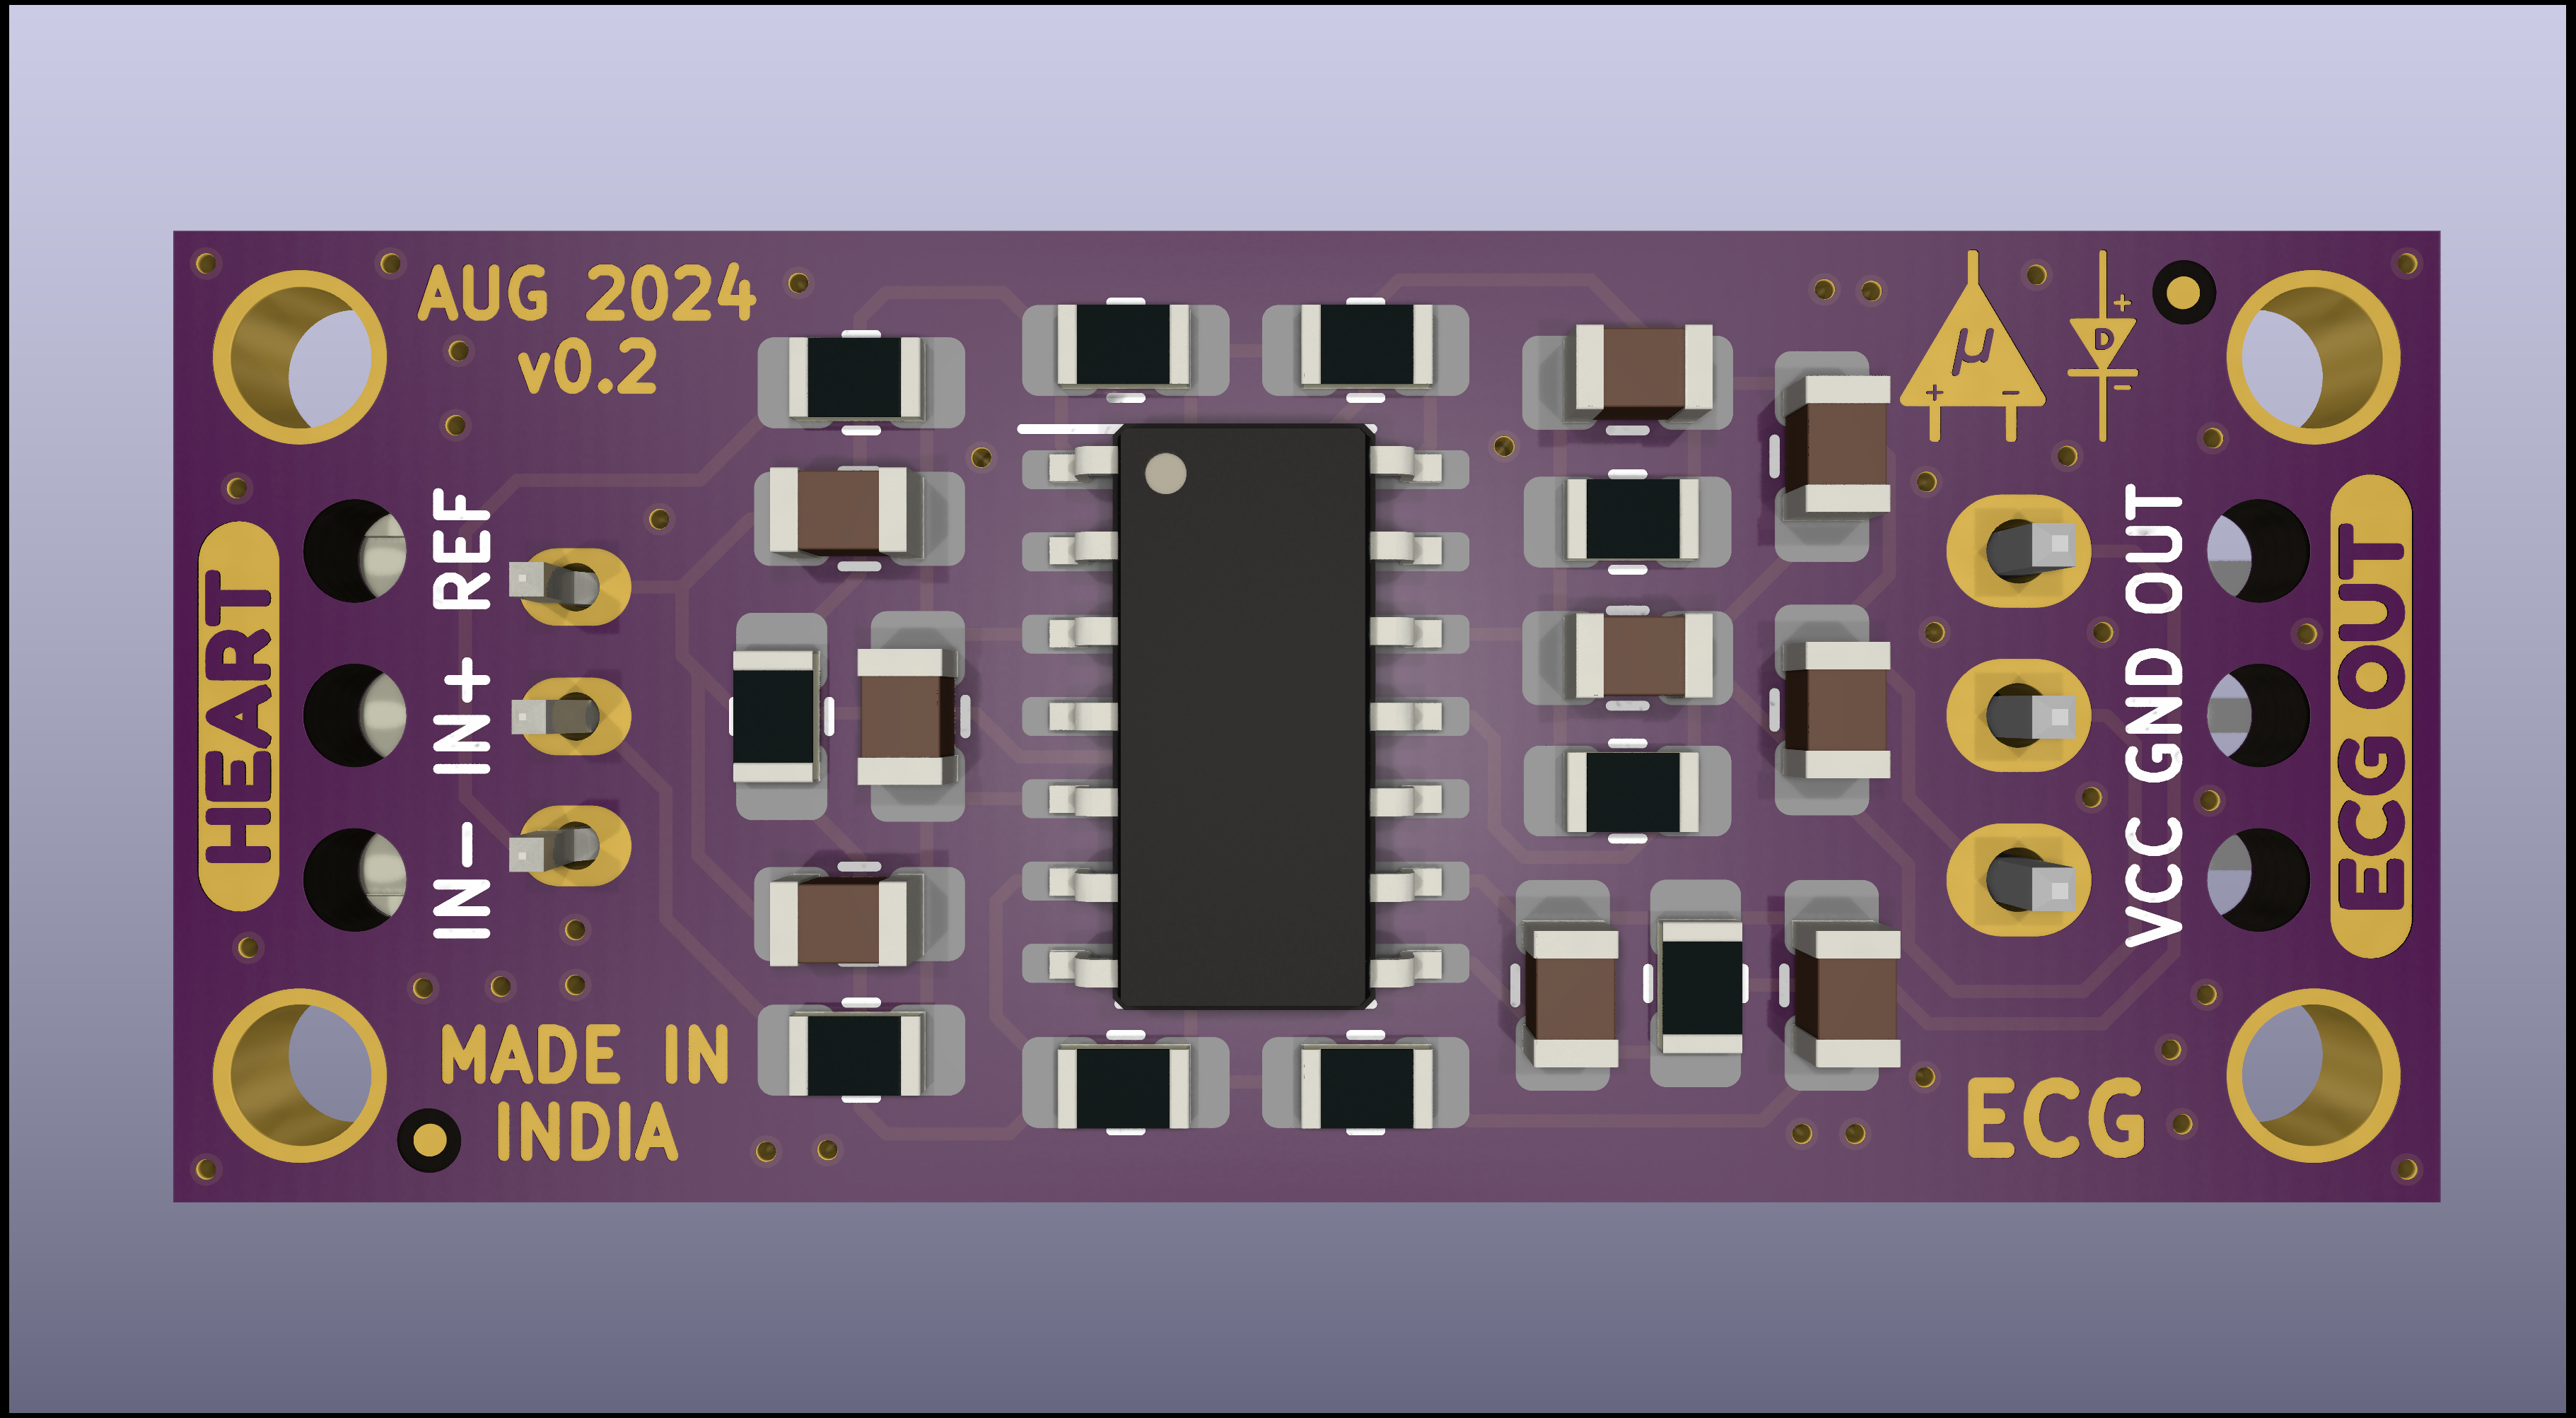 AUG 2024
v0.2
μ
+ −
+
D
−
HEART
IN− IN+ REF
VCC GND OUT
ECG OUT
MADE IN
INDIA
ECG